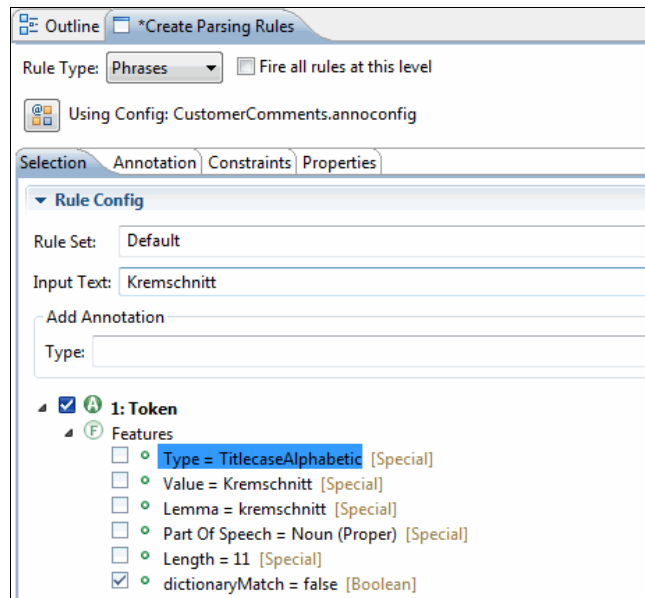 Outline *Create Parsing Rules
Rule Type: Phrases Fire all rules at this level
Using Config: CustomerComments.annoconfig
Selection Annotation Constraints Properties
Rule Config
Rule Set: Default
Input Text: Kremschnitt
Add Annotation
Type:
A 1: Token
F Features
Type = TitlecaseAlphabetic [Special]
Value = Kremschnitt [Special]
Lemma = kremschnitt [Special]
Part Of Speech = Noun (Proper) [Special]
Length = 11 [Special]
dictionaryMatch = false [Boolean]